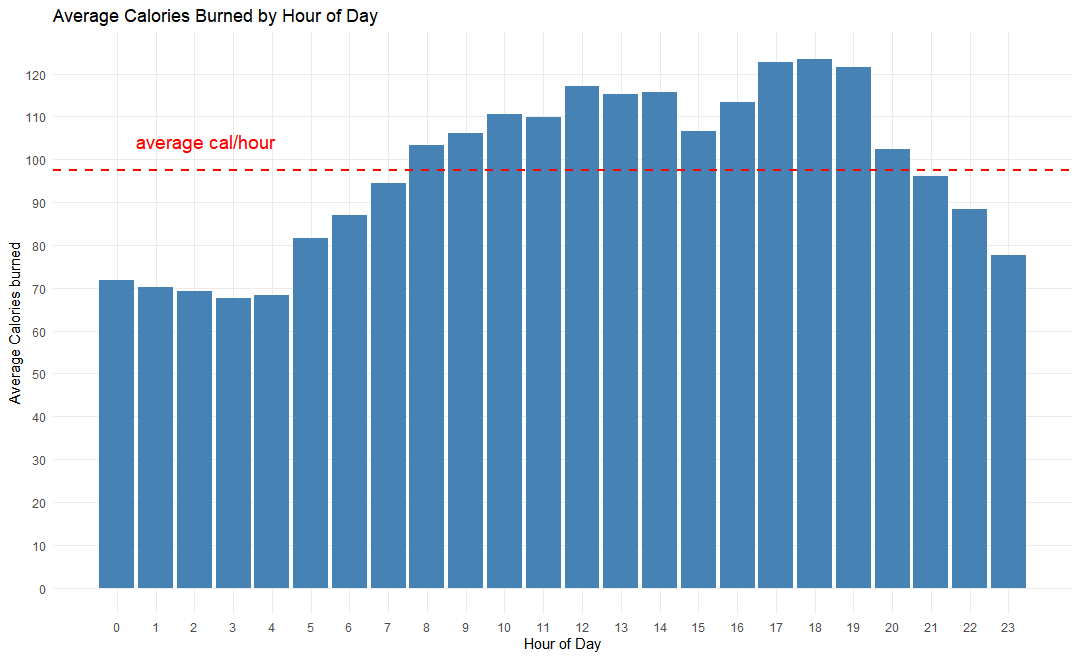 Average Calories Burned by Hour of Day
Average Calories burned
120
110
100
90
80
70
60
50
40
30
20
10
0
average cal/hour
0 1 2 3 4 5 6 7 8 9 10 11 12 13 14 15 16 17 18 19 20 21 22 23
Hour of Day